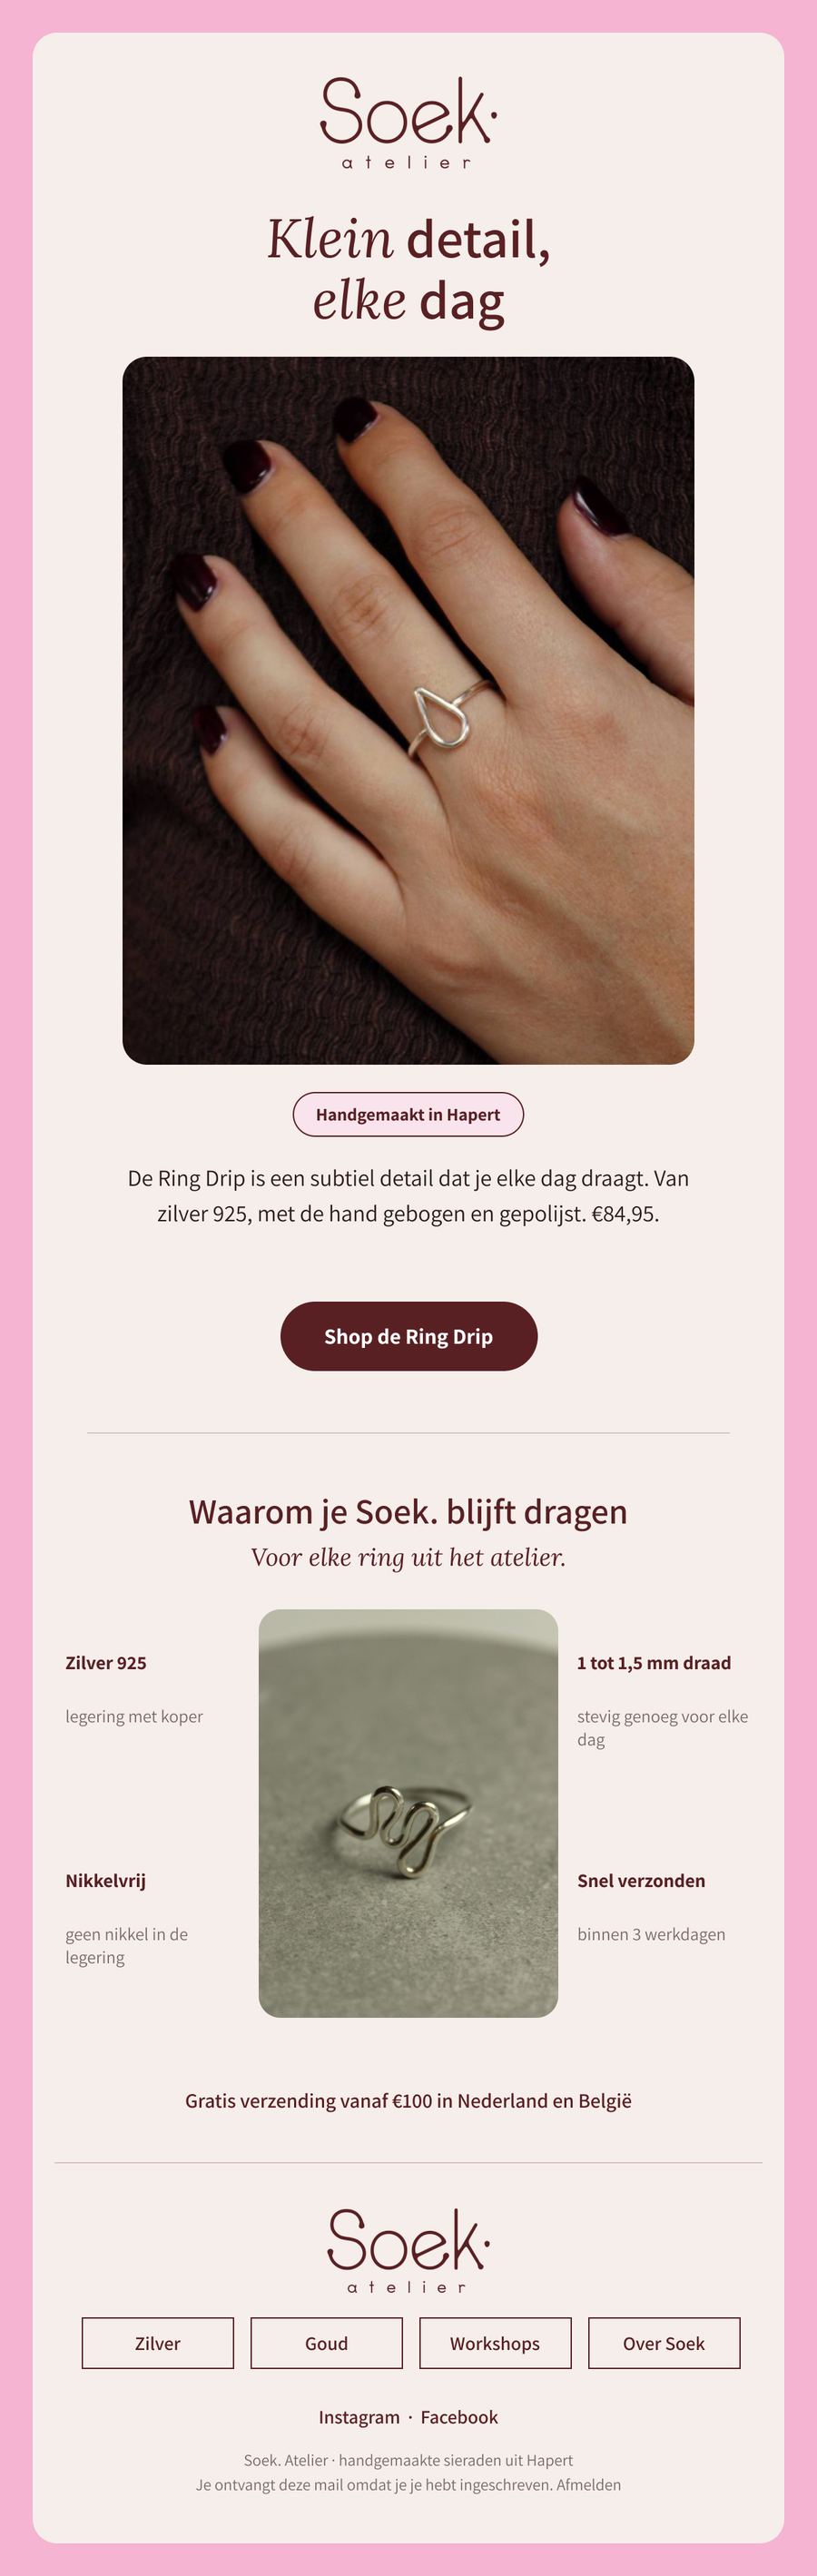 Soek.
atelier
Klein detail,
elke dag
Handgemaakt in Hapert
De Ring Drip is een subtiel detail dat je elke dag draagt. Van
zilver 925, met de hand gebogen en gepolijst. €84,95.
Shop de Ring Drip
Waarom je Soek. blijft dragen
Voor elke ring uit het atelier.
Zilver 925
legering met koper
Nikkelvrij
geen nikkel in de
legering
1 tot 1,5 mm draad
stevig genoeg voor elke
dag
Snel verzonden
binnen 3 werkdagen
Gratis verzending vanaf €100 in Nederland en België
Soek.
atelier
Zilver
Goud
Workshops
Over Soek
Instagram · Facebook
Soek. Atelier · handgemaakte sieraden uit Hapert
Je ontvangt deze mail omdat je je hebt ingeschreven. Afmelden